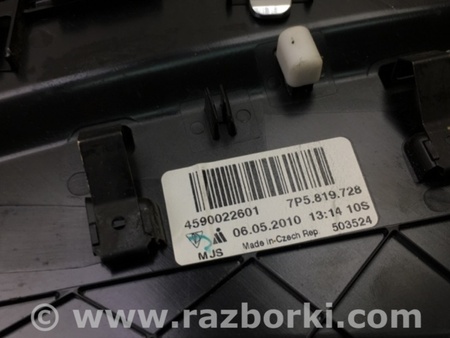 4590022601 7P5.819.728
06.05.2010 13:14 10S
MJS Made in Czech Rep. 503524
© www.razborki.com